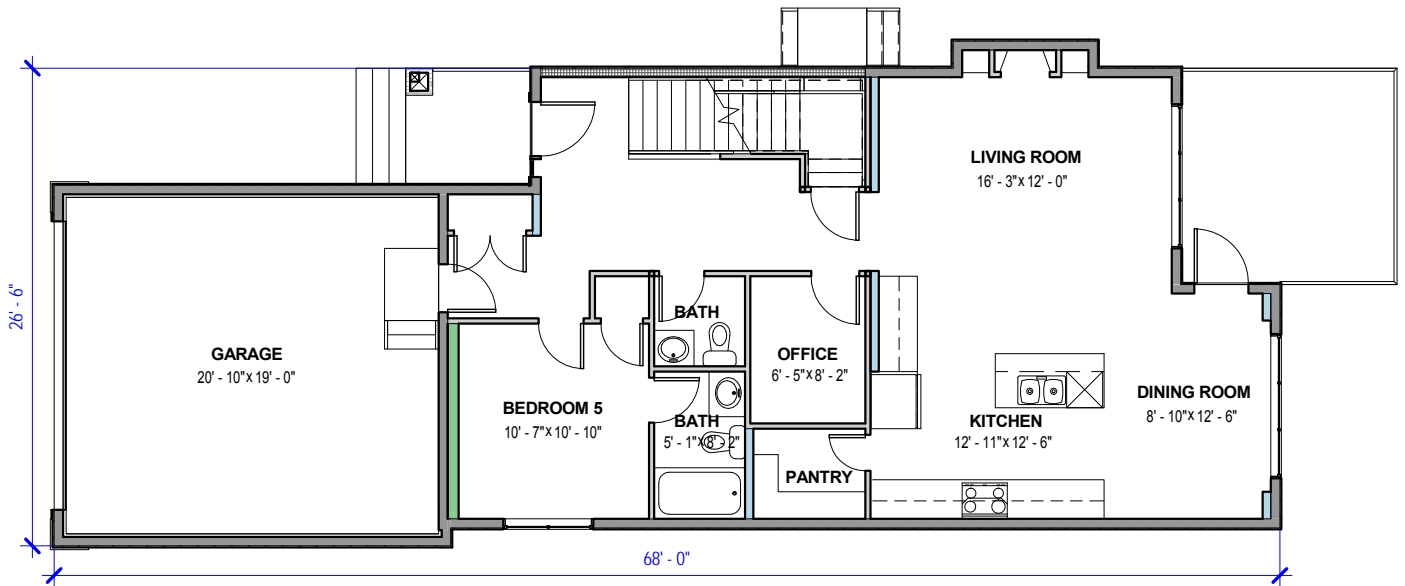 LIVING ROOM
16' - 3"x 12' - 0"
26' - 6"
GARAGE
20' - 10"x 19' - 0"
BATH
OFFICE
6' - 5"x 8' - 2"
BEDROOM 5
10' - 7"x 10' - 10"
BATH
5' - 1"x 8' - 2"
KITCHEN
12' - 11"x 12' - 6"
DINING ROOM
8' - 10"x 12' - 6"
PANTRY
68' - 0"